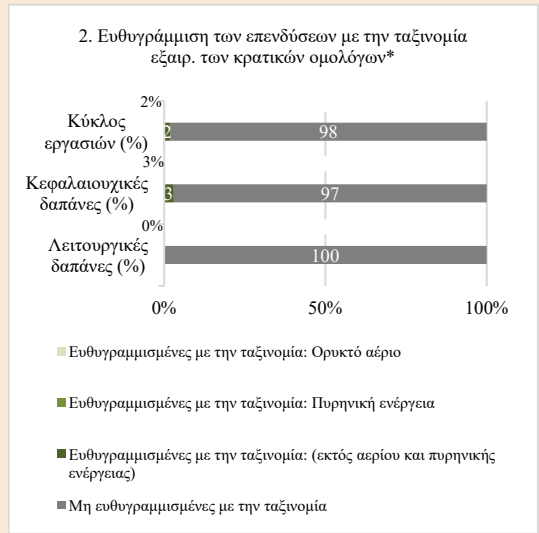 2. Ευθυγράμμιση των επενδύσεων με την ταξινομία
εξαιρ. των κρατικών ομολόγων*
2%
Κύκλος
εργασιών (%)
2
98
3%
Κεφαλαιουχικές
δαπάνες (%)
3
97
0%
Λειτουργικές
δαπάνες (%)
100
0%
50%
100%
Ευθυγραμμισμένες με την ταξινομία: Ορυκτό αέριο
Ευθυγραμμισμένες με την ταξινομία: Πυρηνική ενέργεια
Ευθυγραμμισμένες με την ταξινομία: (εκτός αερίου και πυρηνικής
ενέργειας)
Μη ευθυγραμμισμένες με την ταξινομία